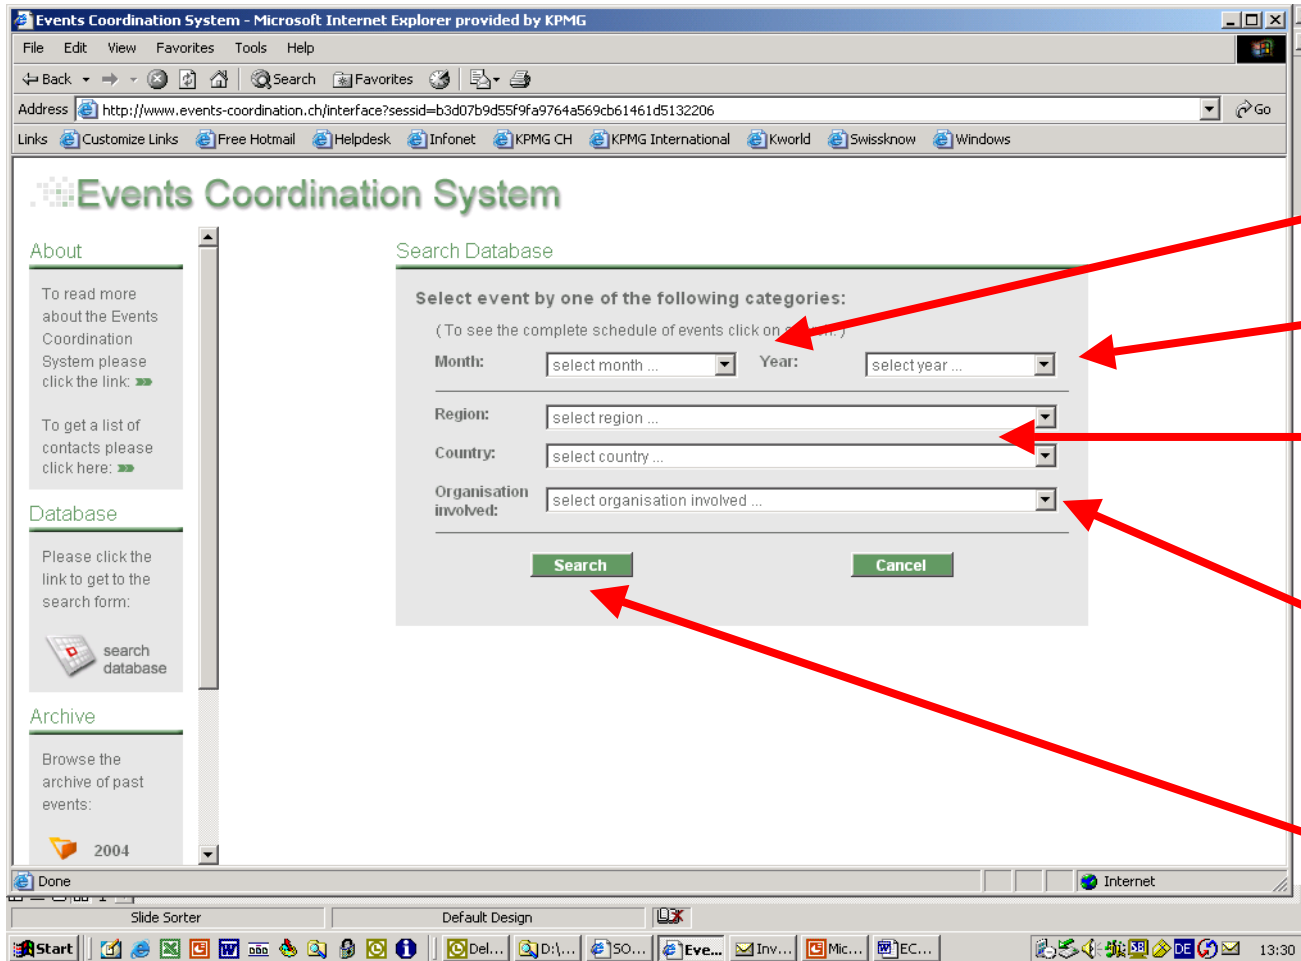 Events Coordination System - Microsoft Internet Explorer provided by KPMG
File Edit View Favorites Tools Help
Back Search Favorites
Address http://www.events-coordination.ch/interface?sessid=b3d07b9d55f9fa9764a569cb61461d5132206 Go
Links Customize Links Free Hotmail Helpdesk Infonet KPMG CH KPMG International Kworld Swissknow Windows
Events Coordination System
About
To read more
about the Events
Coordination
System please
click the link:
To get a list of
contacts please
click here:
Database
Please click the
link to get to the
search form:
search
database
Archive
Browse the
archive of past
events:
2004
Search Database
Select event by one of the following categories:
(To see the complete schedule of events click on
Month: select month ... Year: select year ...
Region: select region ...
Country: select country ...
Organisation
involved: select organisation involved ...
Search Cancel
Done Internet
Slide Sorter Default Design
Start Del... D:\... SO... Eve... Inv... Mic... EC... DE 13:30